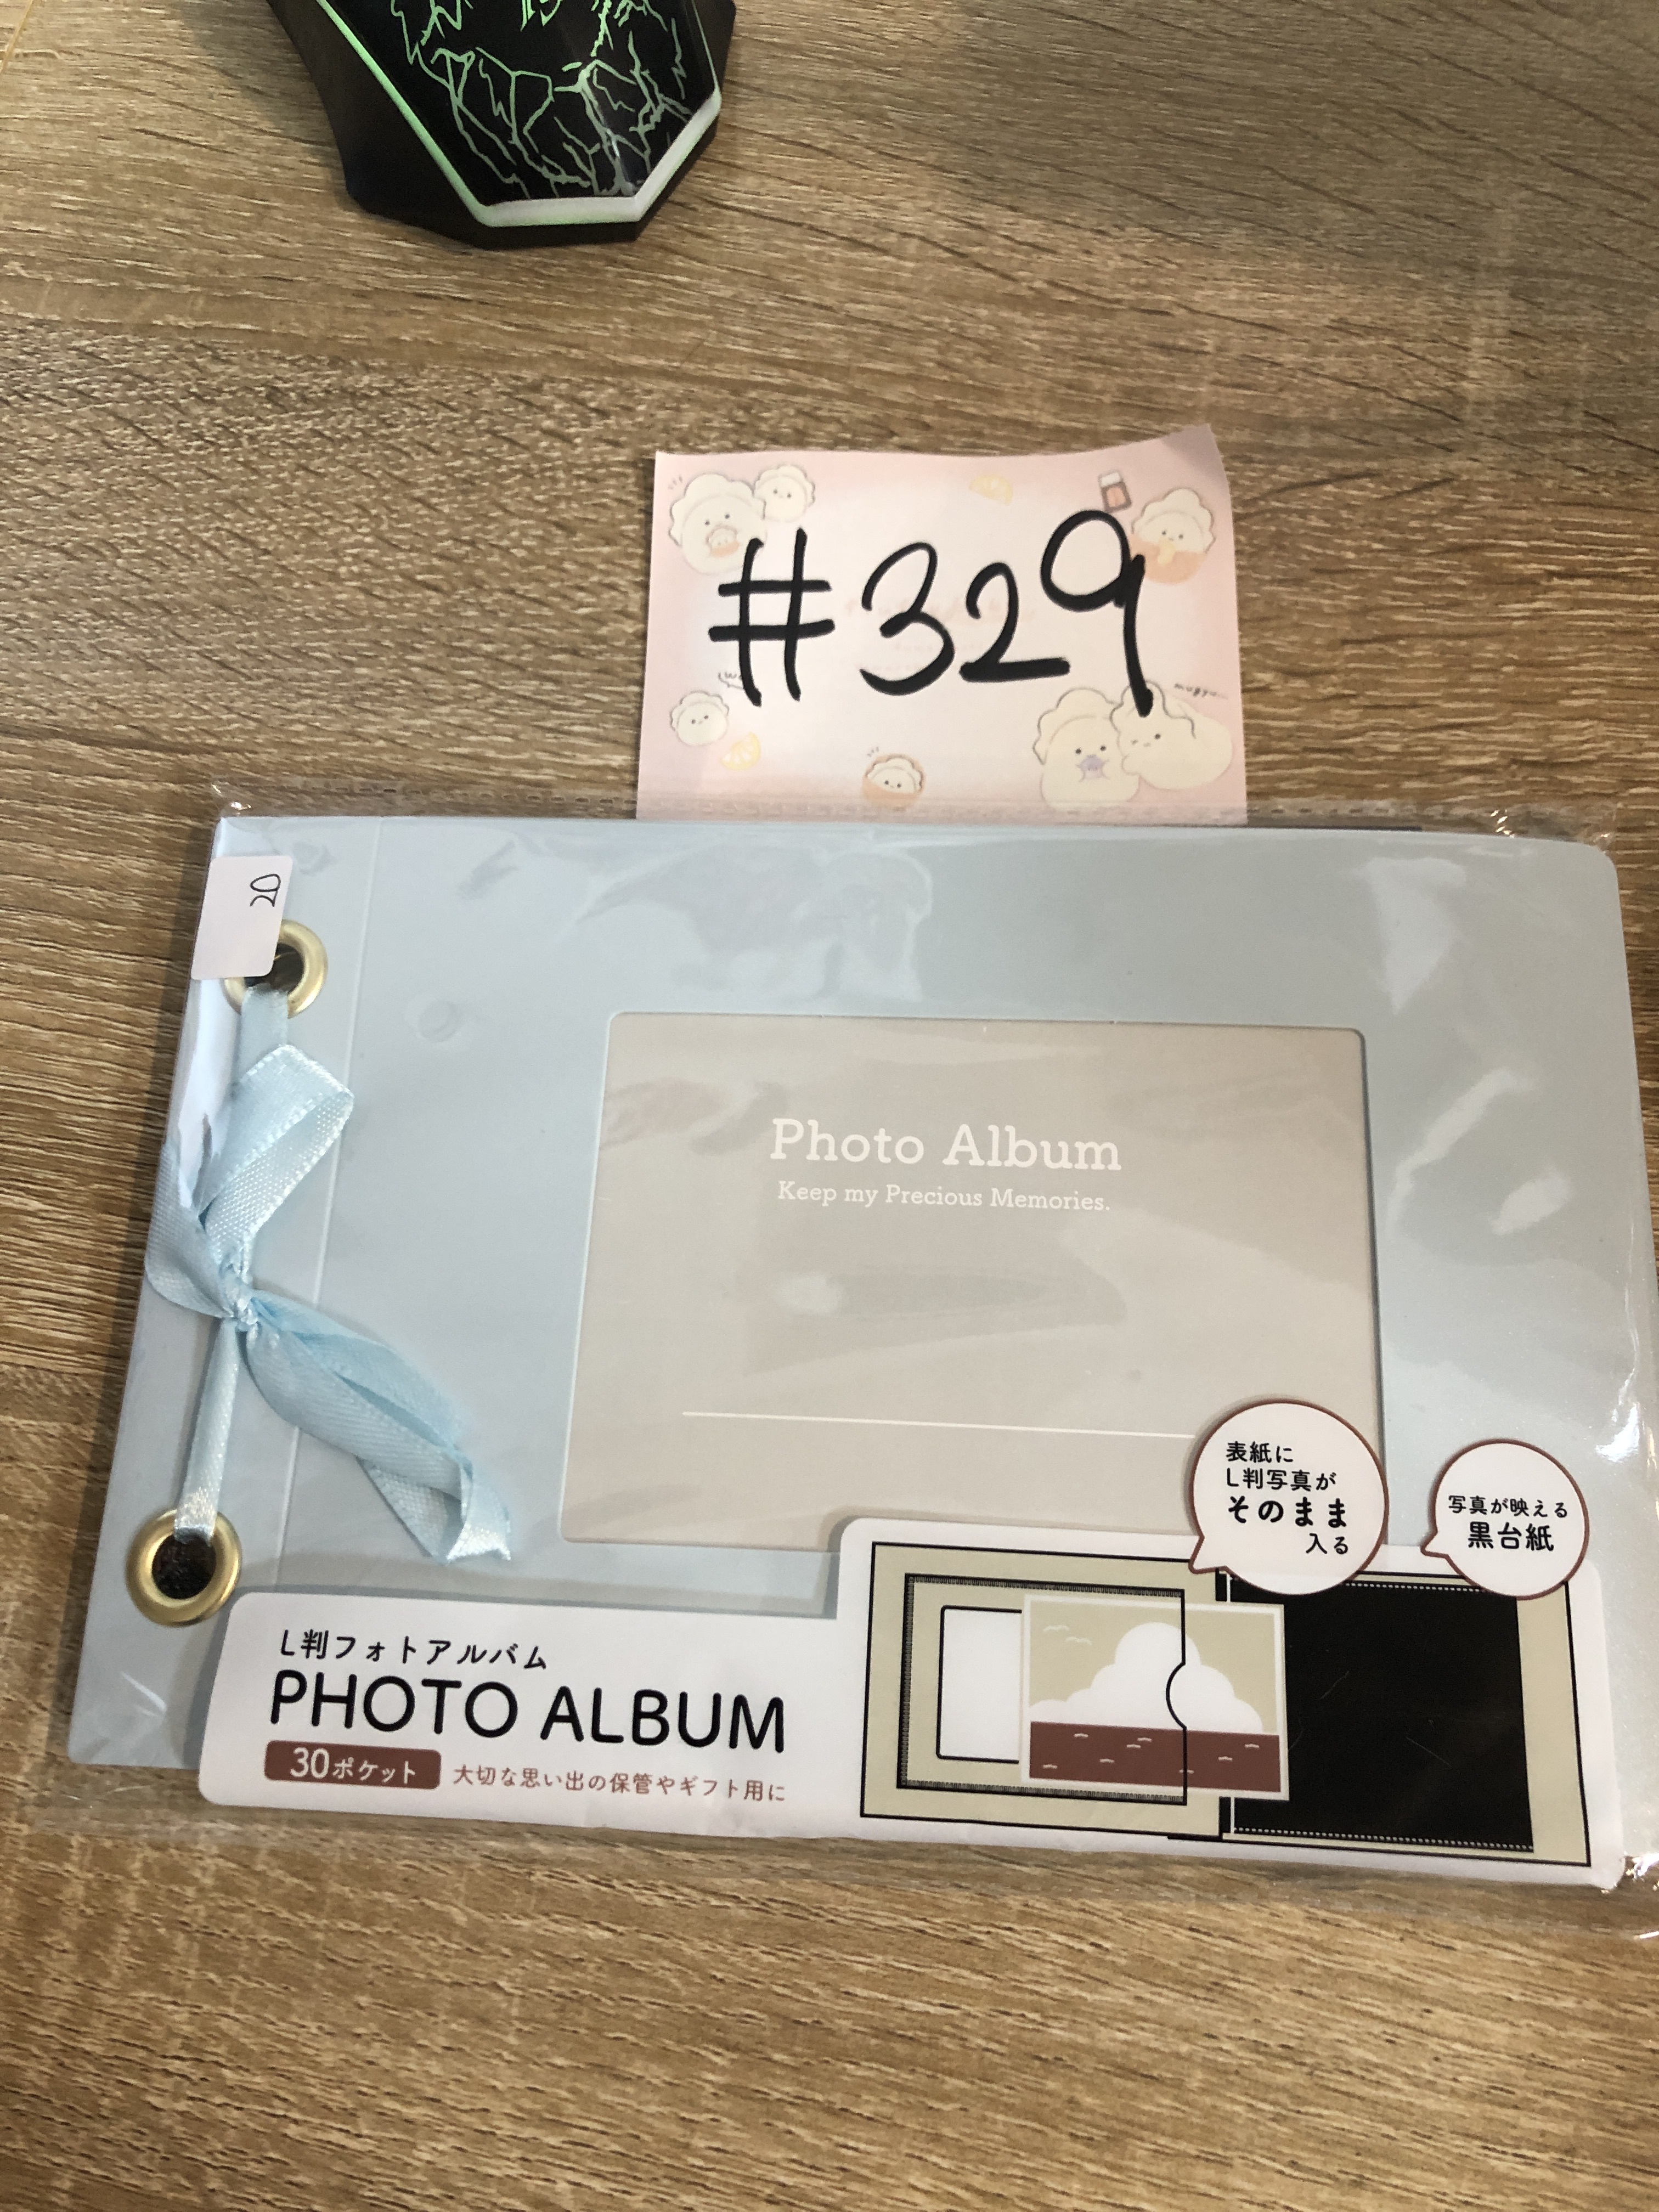 #329
20
Photo Album
Keep my Precious Memories.
表紙に
L判写真が
そのまま
入る
写真が映える
黒台紙
L判フォトアルバム
PHOTO ALBUM
30ポケット 大切な思い出の保管やギフト用に